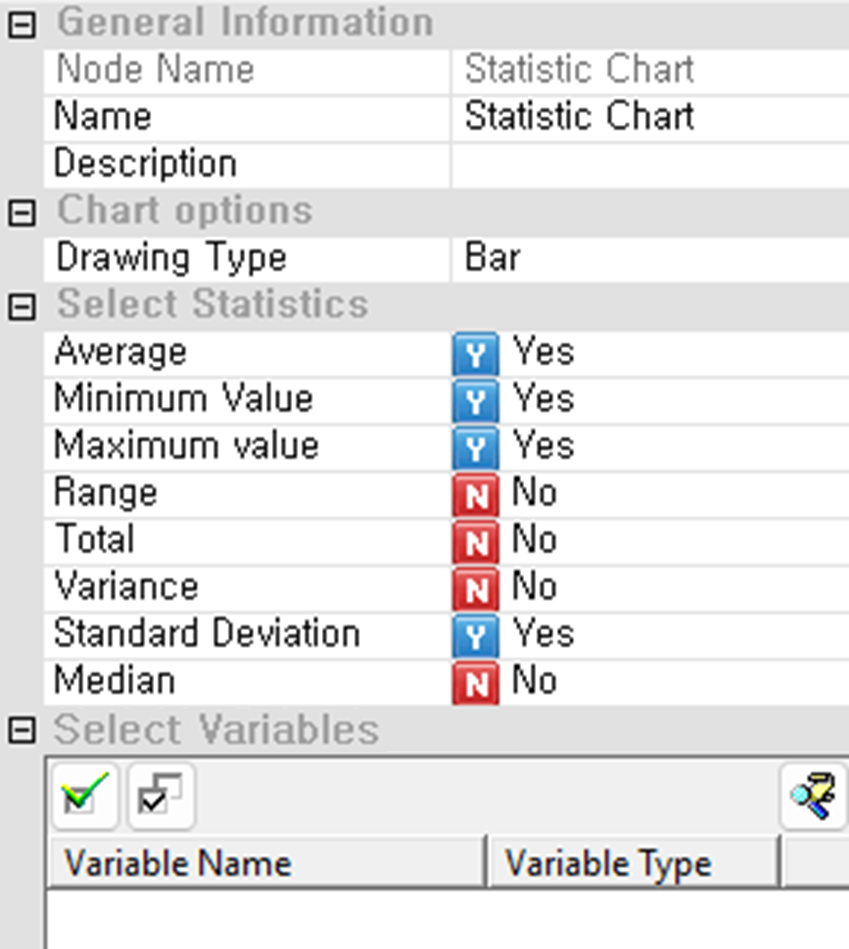 General Information
Node Name Statistic Chart
Name Statistic Chart
Description
Chart options
Drawing Type Bar
Select Statistics
Average Y Yes
Minimum Value Y Yes
Maximum value Y Yes
Range N No
Total N No
Variance N No
Standard Deviation Y Yes
Median N No
Select Variables
Variable Name Variable Type